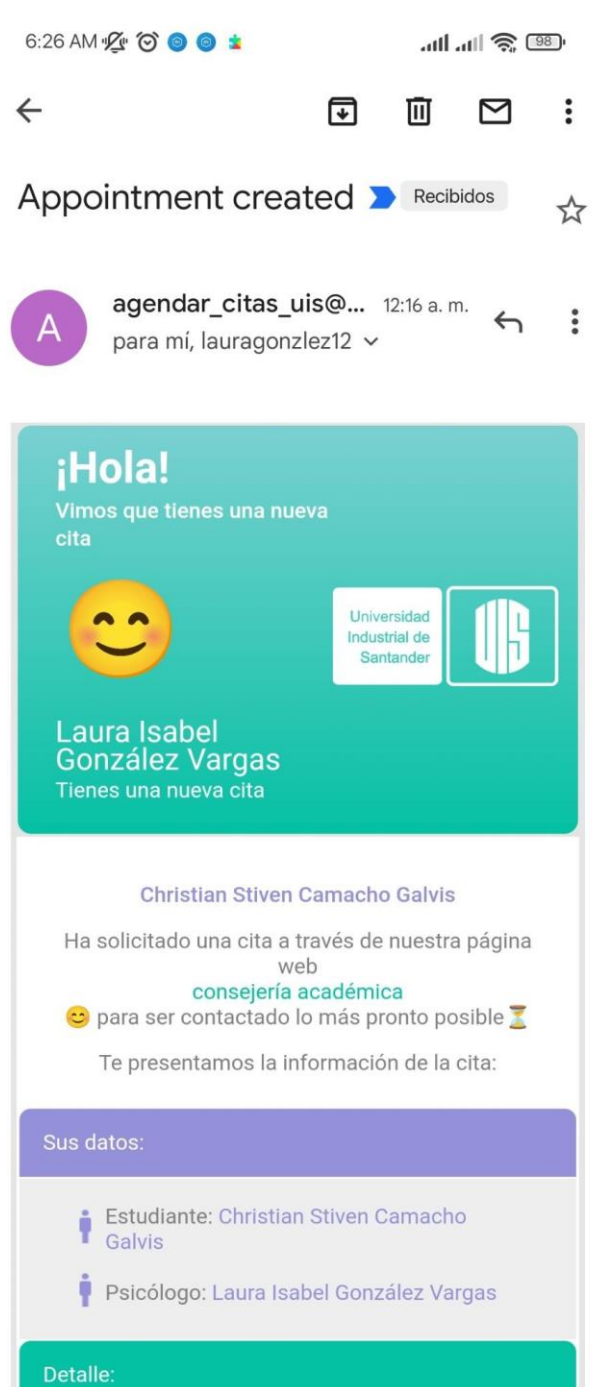 6:26 AM 98
Appointment created Recibidos
agendar_citas_uis@... 12:16 a. m.
A
para mí, lauragonzlez12
¡Hola!
Vimos que tienes una nueva
cita
Universidad
Industrial de
Santander
UIS
Laura Isabel
González Vargas
Tienes una nueva cita
Christian Stiven Camacho Galvis
Ha solicitado una cita a través de nuestra página
web
consejería académica
😊 para ser contactado lo más pronto posible⏳
Te presentamos la información de la cita:
Sus datos:
Estudiante: Christian Stiven Camacho
Galvis
Psicólogo: Laura Isabel González Vargas
Detalle: